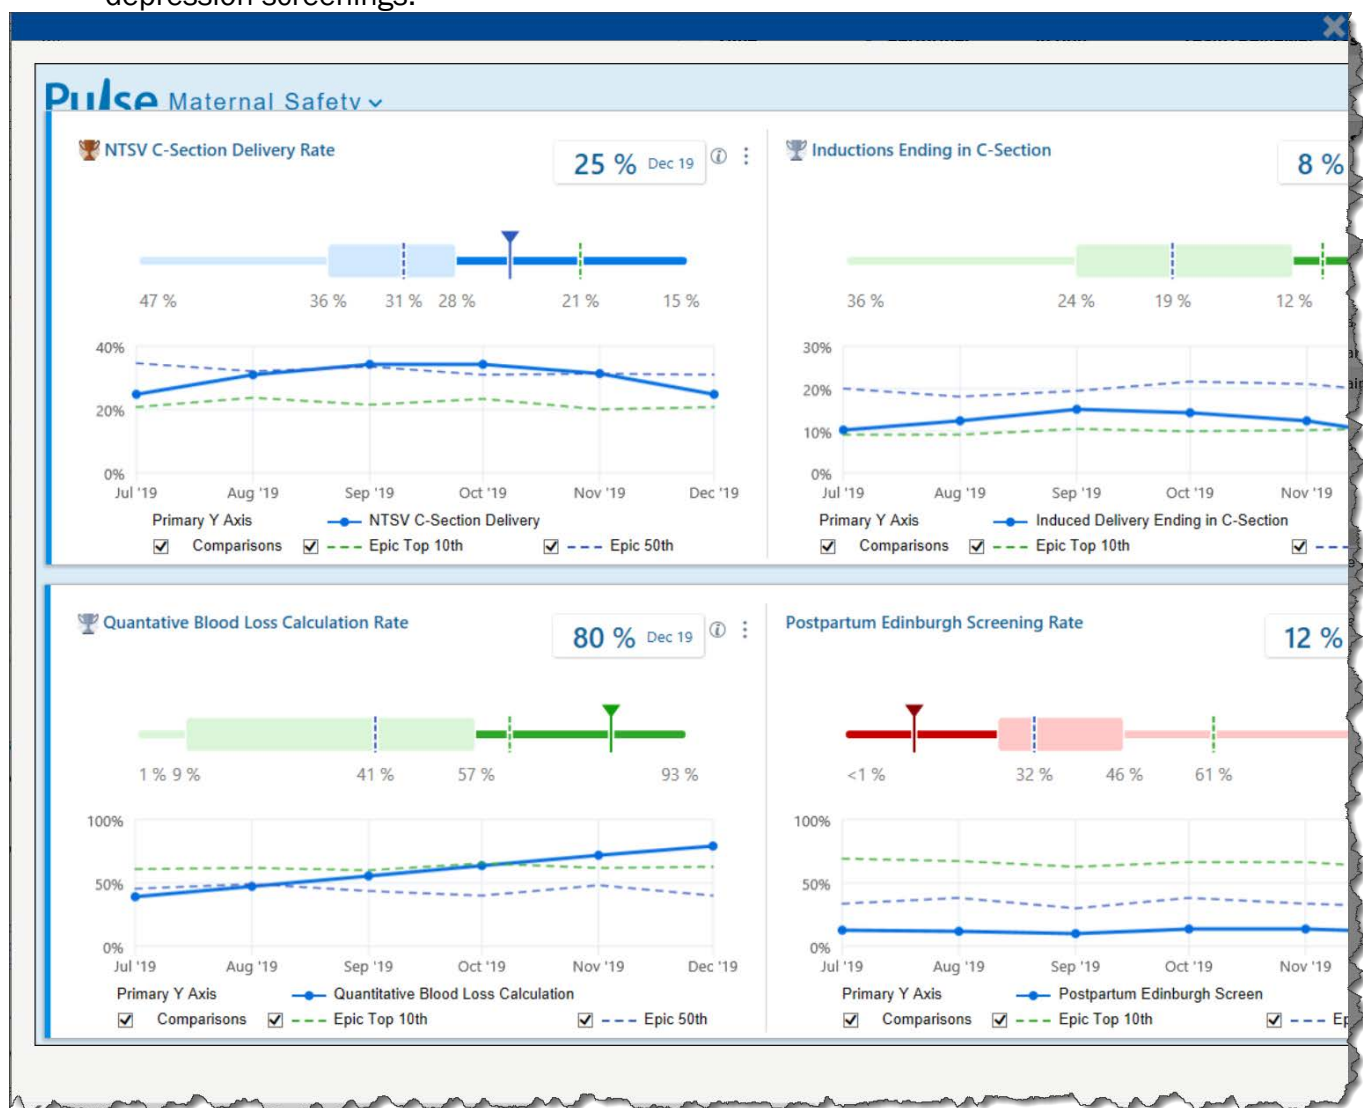 depression screenings.
Pulse Maternal Safety
NTSV C-Section Delivery Rate
25 % Dec 19
47 % 36 % 31 % 28 % 21 % 15 %
40%
20%
0%
Jul '19 Aug '19 Sep '19 Oct '19 Nov '19 Dec '19
Primary Y Axis NTSV C-Section Delivery
Comparisons Epic Top 10th Epic 50th
Inductions Ending in C-Section
8 %
36 % 24 % 19 % 12 %
30%
20%
10%
0%
Jul '19 Aug '19 Sep '19 Oct '19 Nov '19
Primary Y Axis Induced Delivery Ending in C-Section
Comparisons Epic Top 10th
Quantative Blood Loss Calculation Rate
80 % Dec 19
1 % 9 % 41 % 57 % 93 %
100%
50%
0%
Jul '19 Aug '19 Sep '19 Oct '19 Nov '19 Dec '19
Primary Y Axis Quantitative Blood Loss Calculation
Comparisons Epic Top 10th Epic 50th
Postpartum Edinburgh Screening Rate
12 %
<1 % 32 % 46 % 61 %
100%
50%
0%
Jul '19 Aug '19 Sep '19 Oct '19 Nov '19
Primary Y Axis Postpartum Edinburgh Screen
Comparisons Epic Top 10th Ep